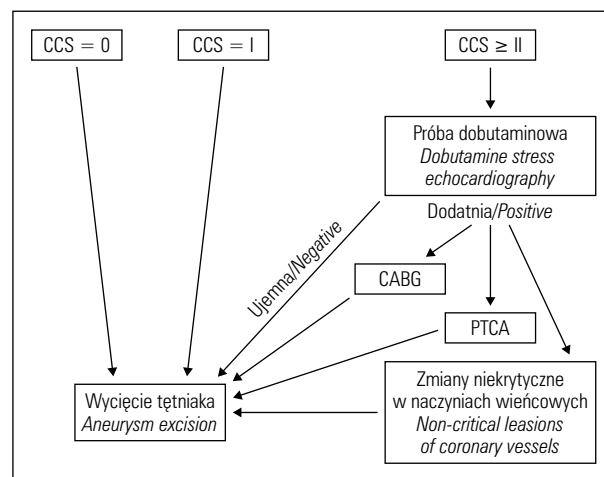 CCS = 0
CCS = I
CCS ≥ II
Próba dobutaminowa
Dobutamine stress
echocardiography
Ujemna/Negative
Dodatnia/Positive
CABG
PTCA
Wycięcie tętniaka
Aneurysm excision
Zmiany niekrytyczne
w naczyniach wieńcowych
Non-critical leasions
of coronary vessels